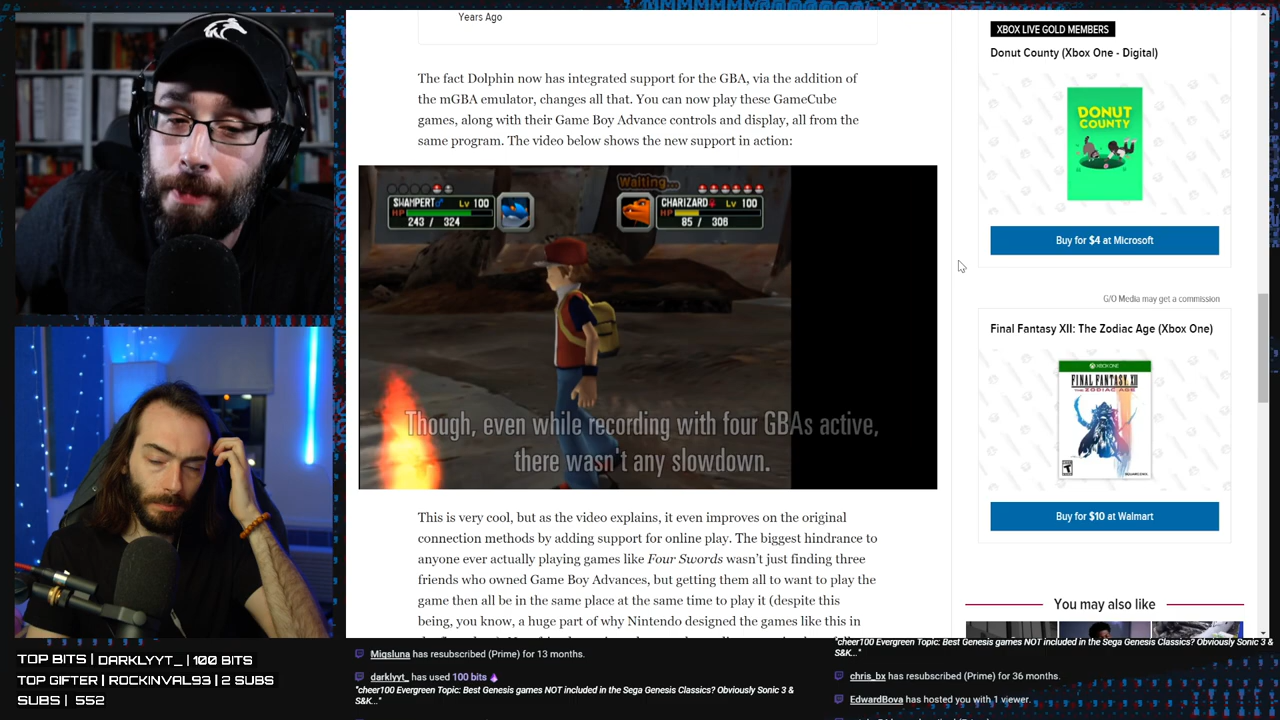 Years Ago
The fact Dolphin now has integrated support for the GBA, via the addition of
the mGBA emulator, changes all that. You can now play these GameCube
games, along with their Game Boy Advance controls and display, all from the
same program. The video below shows the new support in action:
Waiting...
SWAMPERT♂ Lv 100
HP
243 / 324
CHARIZARD Lv 100
HP
85 / 308
Though, even while recording with four GBAs active,
there wasn't any slowdown.
This is very cool, but as the video explains, it even improves on the original
connection methods by adding support for online play. The biggest hindrance to
anyone ever actually playing games like Four Swords wasn't just finding three
friends who owned Game Boy Advances, but getting them all to want to play the
game then all be in the same place at the same time to play it (despite this
being, you know, a huge part of why Nintendo designed the games like this in
XBOX LIVE GOLD MEMBERS
Donut County (Xbox One - Digital)
DONUT
COUNTY
Buy for $4 at Microsoft
G/O Media may get a commission
Final Fantasy XII: The Zodiac Age (Xbox One)
XBOX ONE
FINAL FANTASY XII
THE ZODIAC AGE
T
Buy for $10 at Walmart
You may also like
TOP BITS | DARKLYYT_ | 100 BITS
TOP GIFTER | ROCKINVAL93 | 2 SUBS
SUBS | 552
Migsluna has resubscribed (Prime) for 13 months.
darklyyt_ has used 100 bits
"cheer100 Evergreen Topic: Best Genesis games NOT included in the Sega Genesis Classics? Obviously Sonic 3 &
S&K..."
"cheer100 Evergreen Topic: Best Genesis games NOT included in the Sega Genesis Classics? Obviously Sonic 3 &
S&K..."
chris_bx has resubscribed (Prime) for 36 months.
EdwardBova has hosted you with 1 viewer.